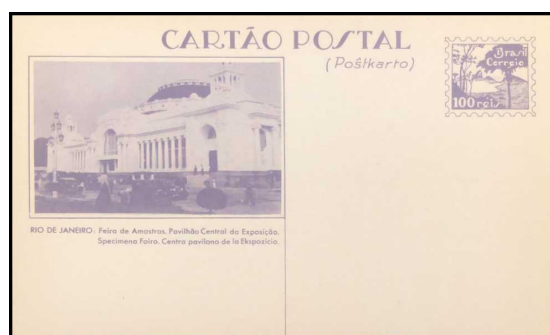 CARTÃO POSTAL
(Poŝtkarto)
Brasil
Correio
100 reis
RIO DE JANEIRO: Feira de Amostras. Pavilhão Central da Exposição.
Specimena Foiro. Centra pavilono de la Ekspozicio.